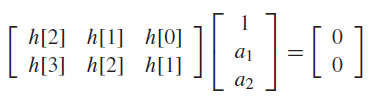 [ h[2] h[1] h[0] ] [ 1 ] = [ 0 ]
[ h[3] h[2] h[1] ] [ a₁ ] [ 0 ]
[ a₂ ]